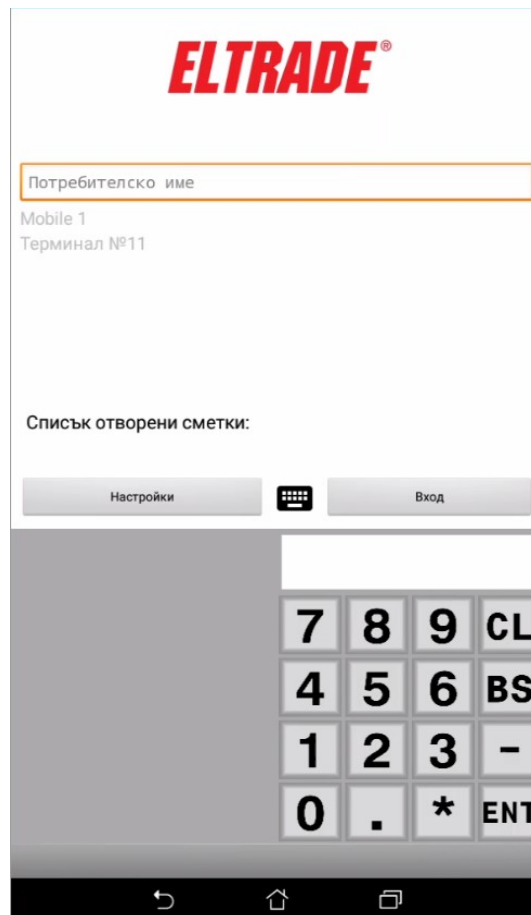 ELTRADE®
Потребителско име
Mobile 1
Терминал №11
Списък отворени сметки:
Настройки Вход
7 8 9 CL
4 5 6 BS
1 2 3 -
0 . * ENT